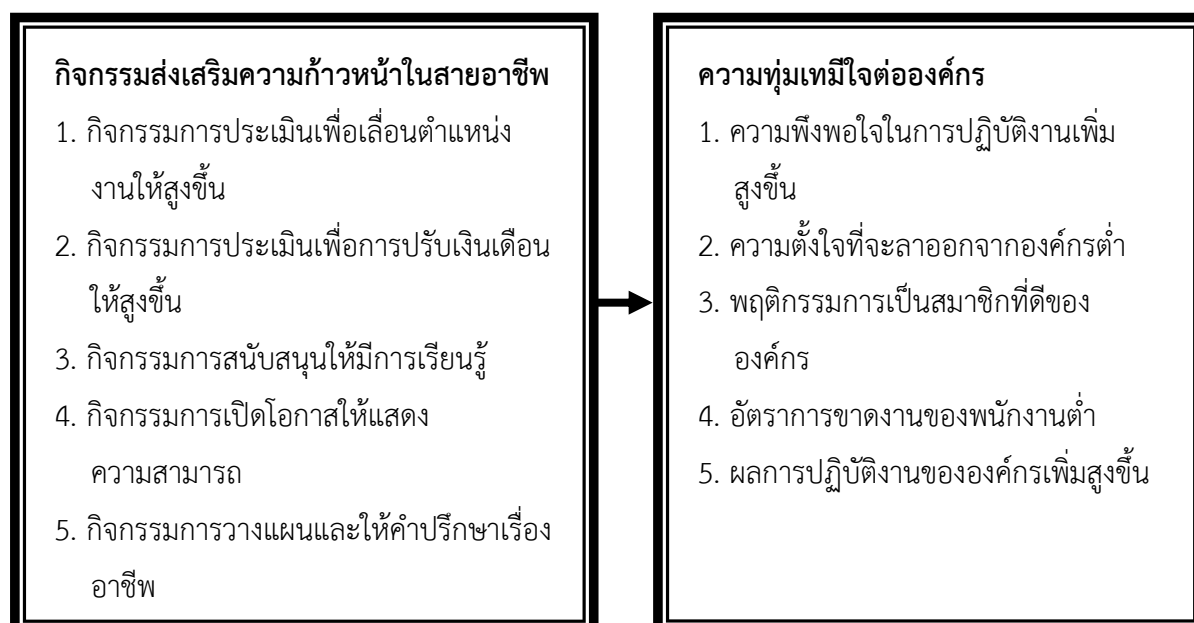 กิจกรรมส่งเสริมความก้าวหน้าในสายอาชีพ
1. กิจกรรมการประเมินเพื่อเลื่อนตำแหน่ง
งานให้สูงขึ้น
2. กิจกรรมการประเมินเพื่อการปรับเงินเดือน
ให้สูงขึ้น
3. กิจกรรมการสนับสนุนให้มีการเรียนรู้
4. กิจกรรมการเปิดโอกาสให้แสดง
ความสามารถ
5. กิจกรรมการวางแผนและให้คำปรึกษาเรื่อง
อาชีพ
ความทุ่มเทมีใจต่อองค์กร
1. ความพึงพอใจในการปฏิบัติงานเพิ่ม
สูงขึ้น
2. ความตั้งใจที่จะลาออกจากองค์กรต่ำ
3. พฤติกรรมการเป็นสมาชิกที่ดีของ
องค์กร
4. อัตราการขาดงานของพนักงานต่ำ
5. ผลการปฏิบัติงานขององค์กรเพิ่มสูงขึ้น